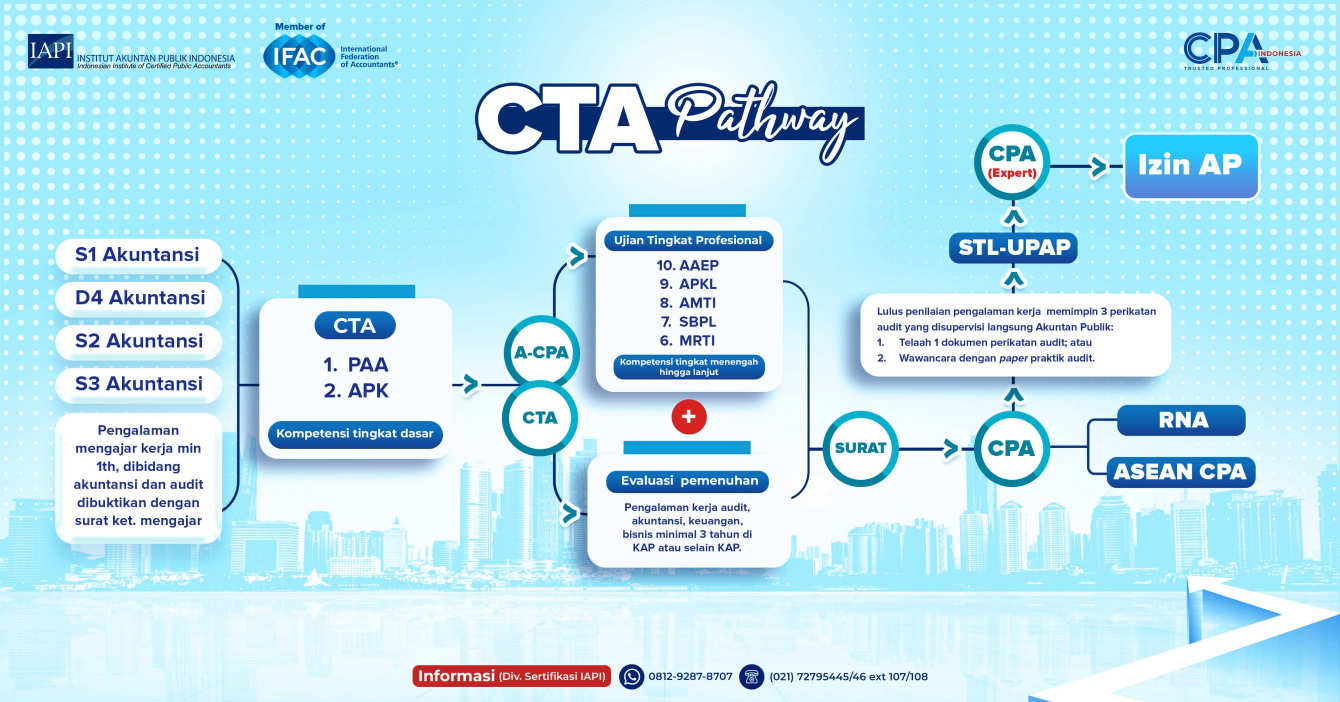 IAPI
INSTITUT AKUNTAN PUBLIK INDONESIA
Indonesian Institute of Certified Public Accountants
Member of
IFAC
International
Federation
of Accountants®
CPA
INDONESIA
TRUSTED PROFESSIONAL
CTA Pathway
S1 Akuntansi
D4 Akuntansi
S2 Akuntansi
S3 Akuntansi
Pengalaman
mengajar kerja min
1th, dibidang
akuntansi dan audit
dibuktikan dengan
surat ket. mengajar
CTA
1. PAA
2. APK
Kompetensi tingkat dasar
A-CPA
CTA
Ujian Tingkat Profesional
10. AAEP
9. APKL
8. AMTI
7. SBPL
6. MRTI
Kompetensi tingkat menengah
hingga lanjut
+
Evaluasi pemenuhan
Pengalaman kerja audit,
akuntansi, keuangan,
bisnis minimal 3 tahun di
KAP atau selain KAP.
SURAT
CPA
RNA
ASEAN CPA
Lulus penilaian pengalaman kerja memimpin 3 perikatan
audit yang disupervisi langsung Akuntan Publik:
1. Telaah 1 dokumen perikatan audit; atau
2. Wawancara dengan paper praktik audit.
STL-UPAP
CPA
(Expert)
Izin AP
Informasi (Div. Sertifikasi IAPI)
0812-9287-8707
(021) 72795445/46 ext 107/108